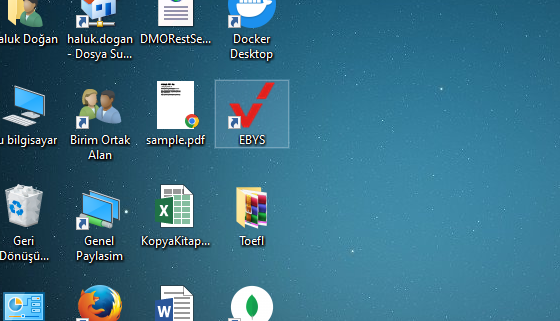 aluk Doğan
haluk.dogan
- Dosya Su...
DMORestSe...
Docker
Desktop
u bilgisayar
Birim Ortak
Alan
sample.pdf
EBYS
Geri
Dönüşü...
Genel
Paylasim
KopyaKitap...
Toefl